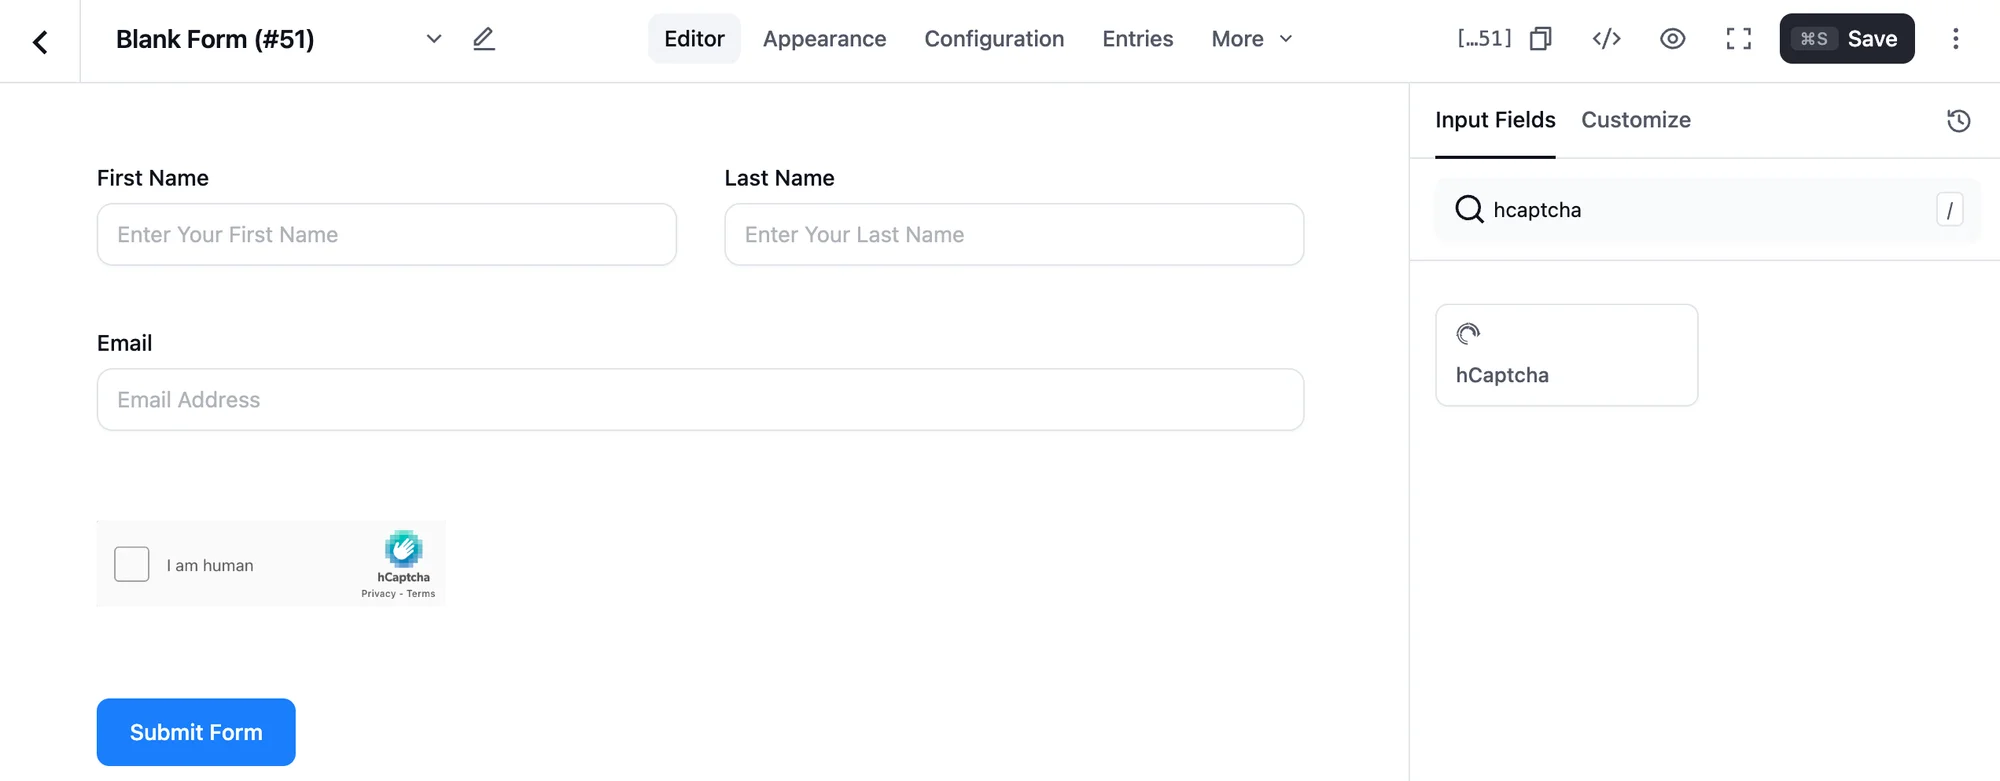 Blank Form (#51)
Editor
Appearance
Configuration
Entries
More
[…51]
</>
⌘S Save
Input Fields
Customize
hcaptcha
/
hCaptcha
First Name
Last Name
Enter Your First Name
Enter Your Last Name
Email
Email Address
I am human
hCaptcha
Privacy - Terms
Submit Form